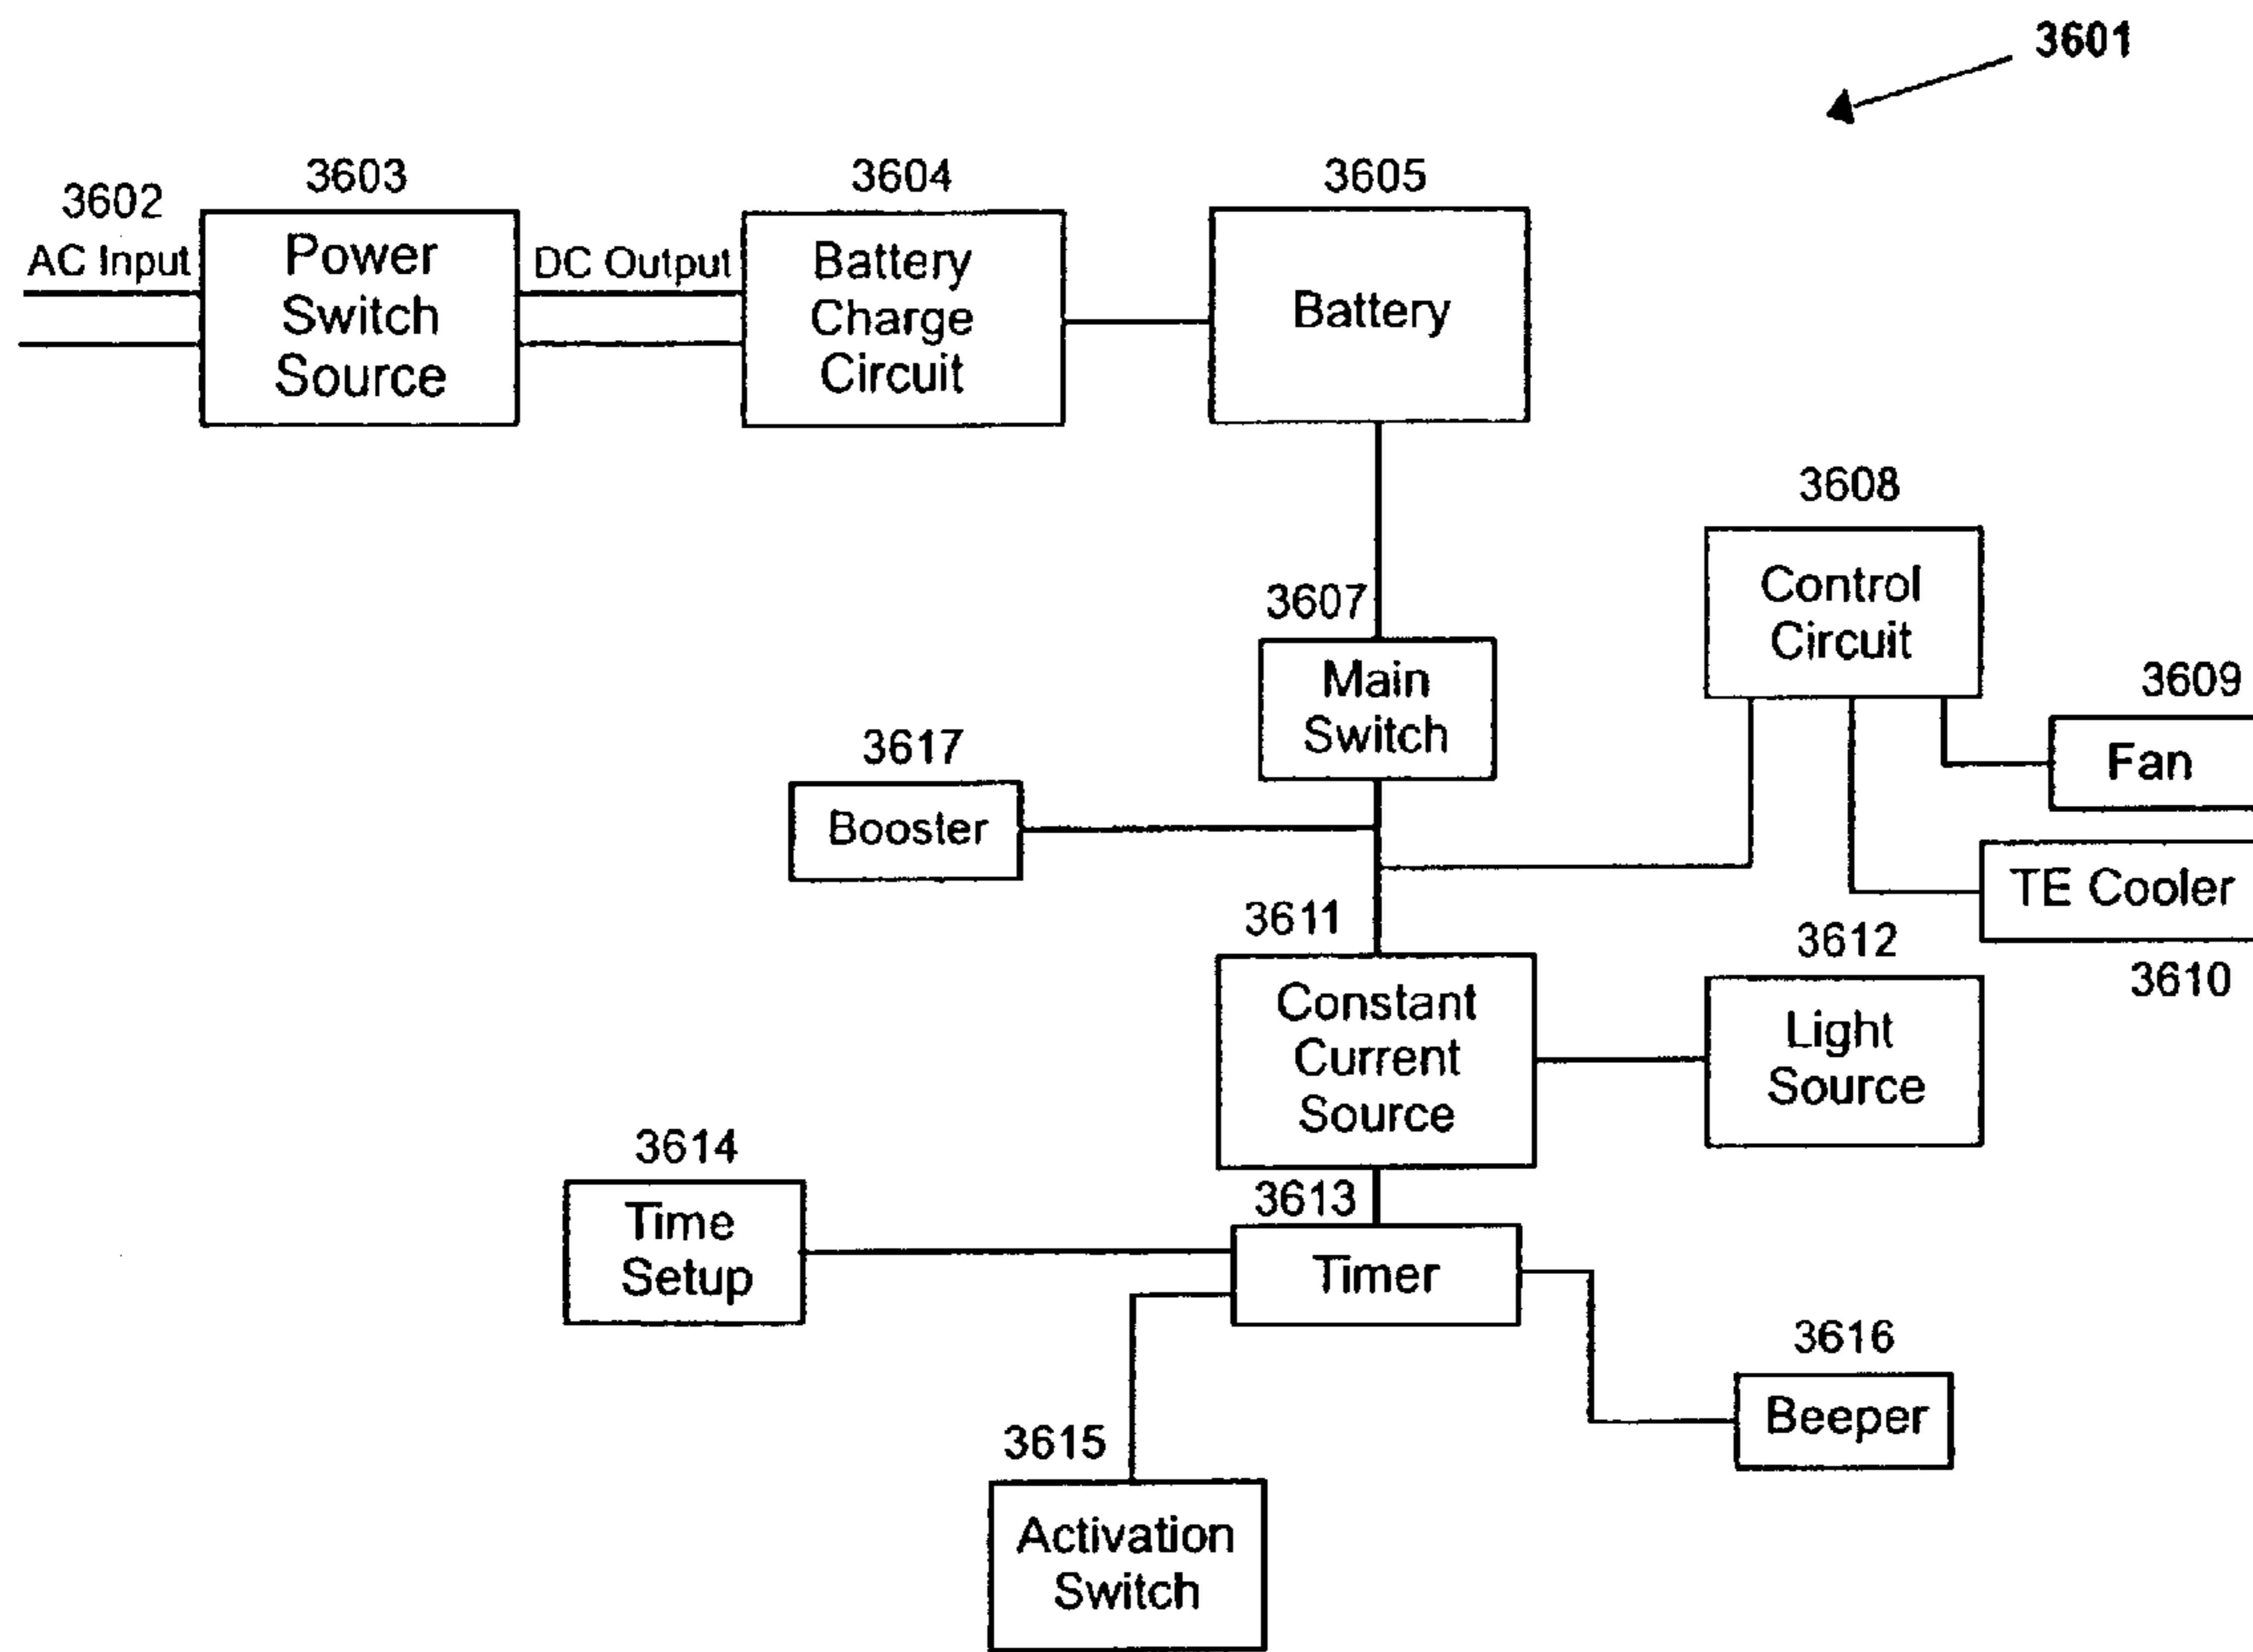 3601
3602
AC Input
3603
Power
Switch
Source
DC Output
3604
Battery
Charge
Circuit
3605
Battery
3607
Main
Switch
3608
Control
Circuit
3609
Fan
TE Cooler
3610
3617
Booster
3611
Constant
Current
Source
3612
Light
Source
3613
Timer
3614
Time
Setup
3615
Activation
Switch
3616
Beeper